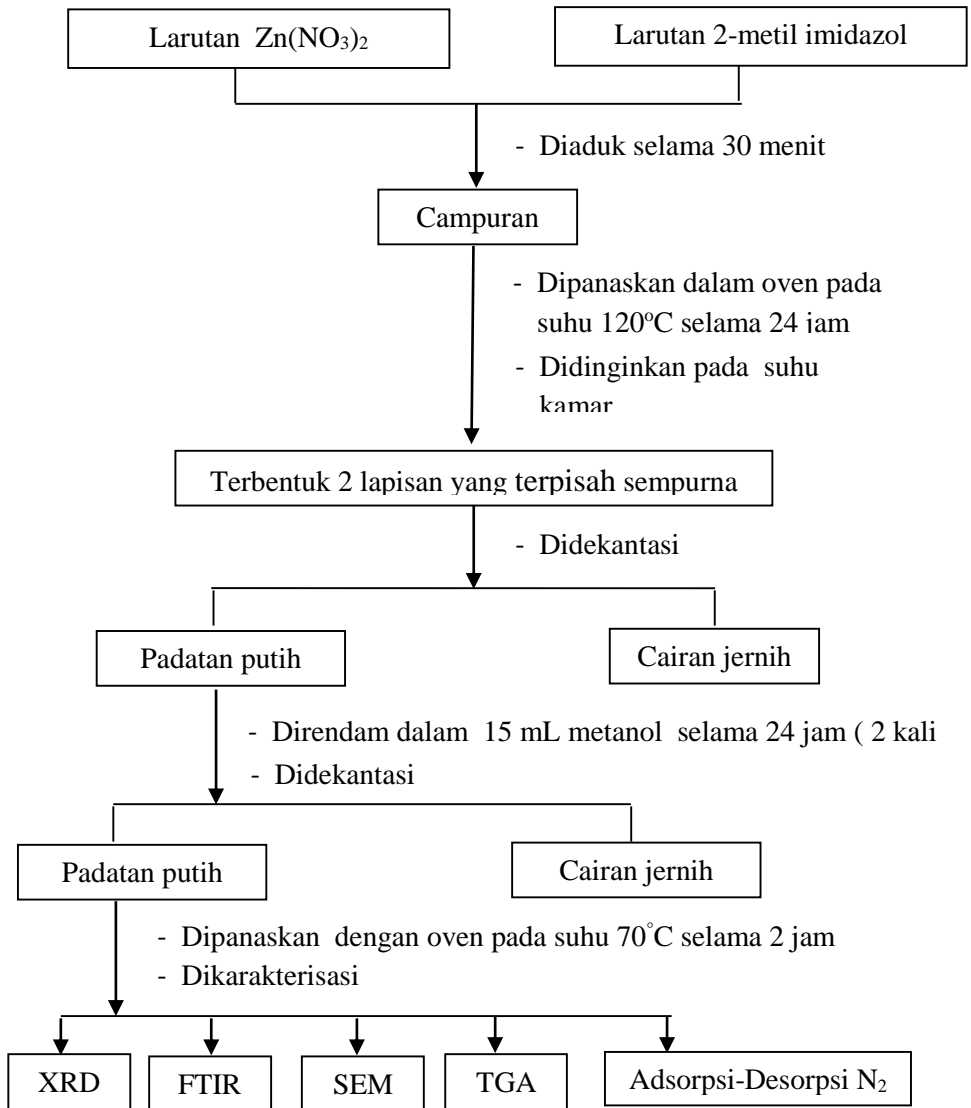 Larutan Zn(NO₃)₂
Larutan 2-metil imidazol
- Diaduk selama 30 menit
Campuran
- Dipanaskan dalam oven pada
suhu 120ºC selama 24 jam
- Didinginkan pada suhu
kamar
Terbentuk 2 lapisan yang terpisah sempurna
- Didekantasi
Padatan putih
Cairan jernih
- Direndam dalam 15 mL metanol selama 24 jam ( 2 kali
- Didekantasi
Padatan putih
Cairan jernih
- Dipanaskan dengan oven pada suhu 70°C selama 2 jam
- Dikarakterisasi
XRD
FTIR
SEM
TGA
Adsorpsi-Desorpsi N₂